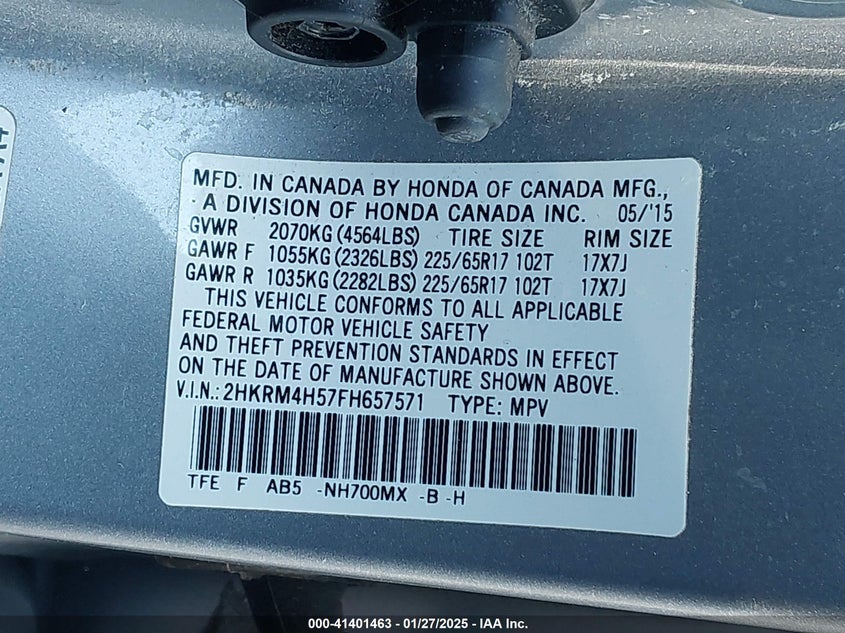 MFD. IN CANADA BY HONDA OF CANADA MFG.,
A DIVISION OF HONDA CANADA INC. 05/'15
GVWR 2070KG (4564LBS) TIRE SIZE RIM SIZE
GAWR F 1055KG (2326LBS) 225/65R17 102T 17X7J
GAWR R 1035KG (2282LBS) 225/65R17 102T 17X7J
THIS VEHICLE CONFORMS TO ALL APPLICABLE
FEDERAL MOTOR VEHICLE SAFETY
AND THEFT PREVENTION STANDARDS IN EFFECT
ON THE DATE OF MANUFACTURE SHOWN ABOVE.
V.I.N.: 2HKRM4H57FH657571 TYPE: MPV
TFE F AB5 -NH700MX -B -H
000-41401463 - 01/27/2025 - IAA Inc.